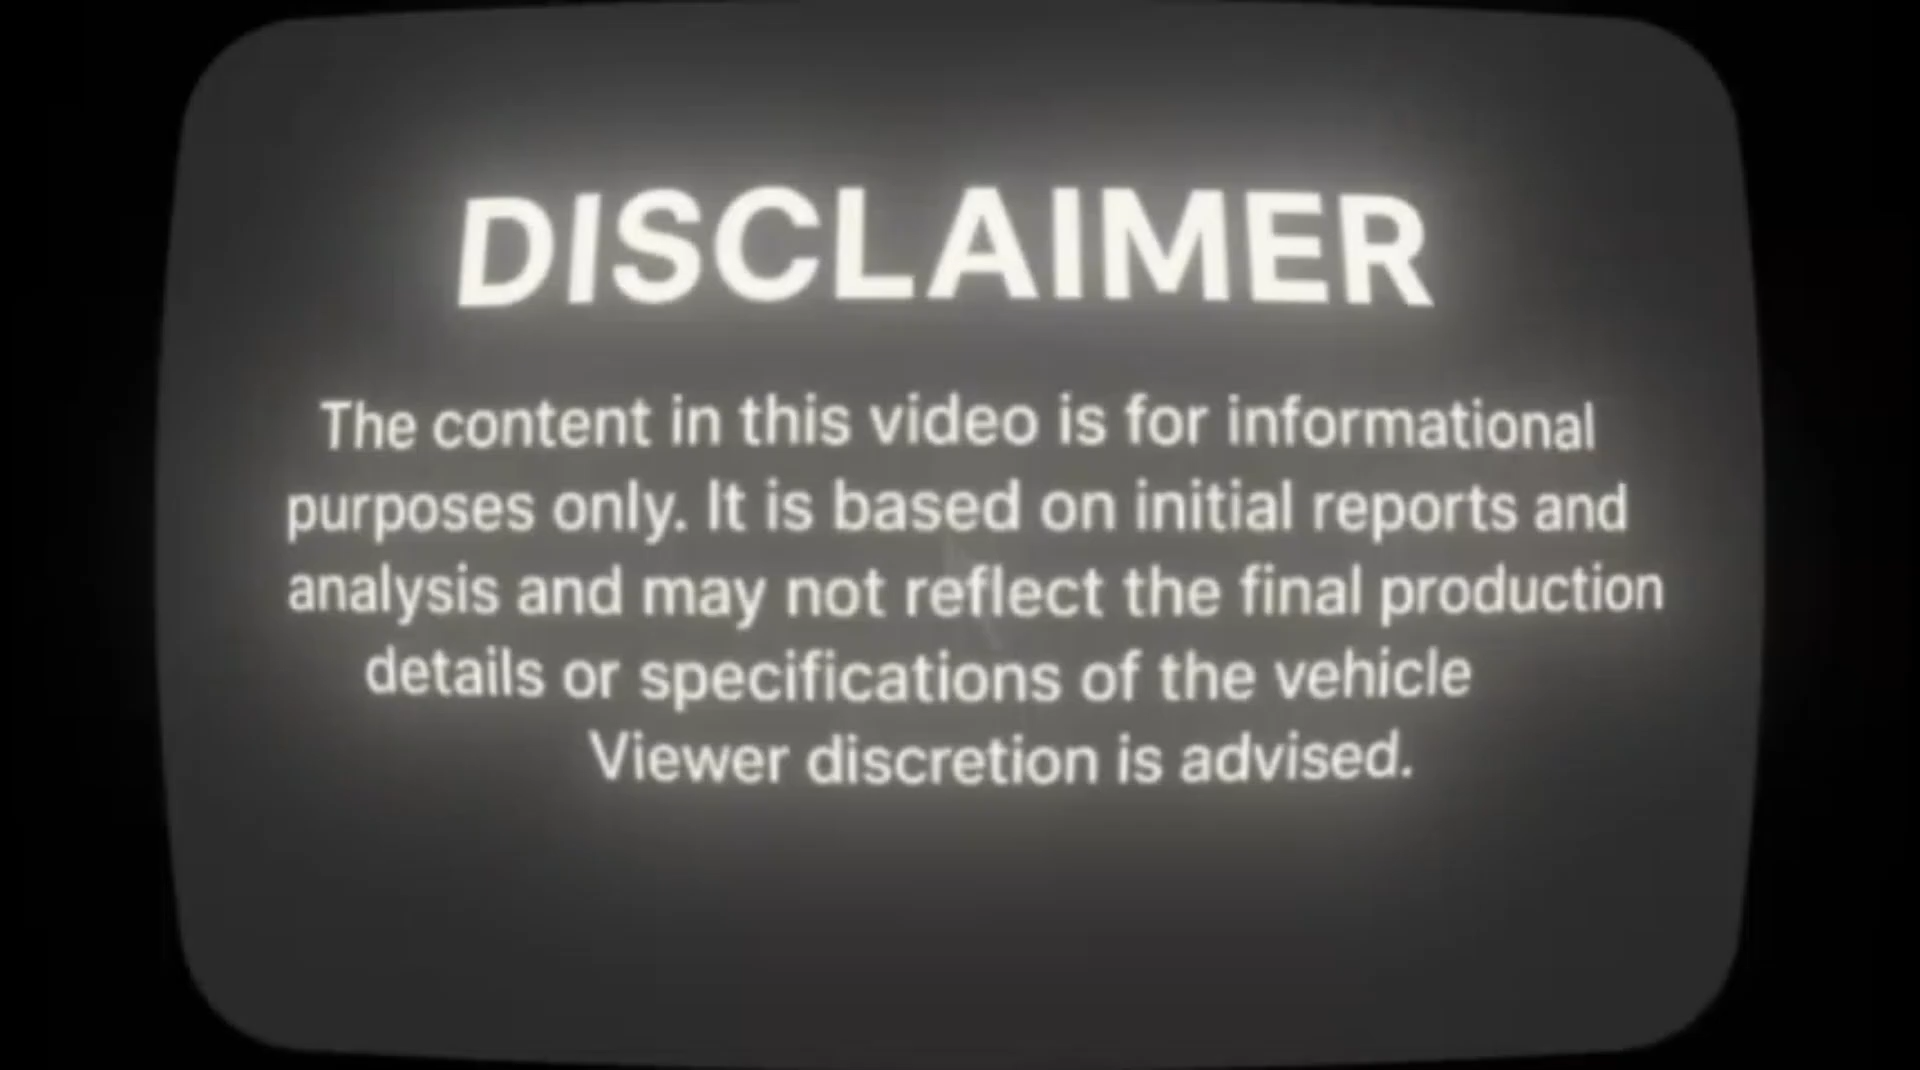 DISCLAIMER
The content in this video is for informational
purposes only. It is based on initial reports and
analysis and may not reflect the final production
details or specifications of the vehicle
Viewer discretion is advised.